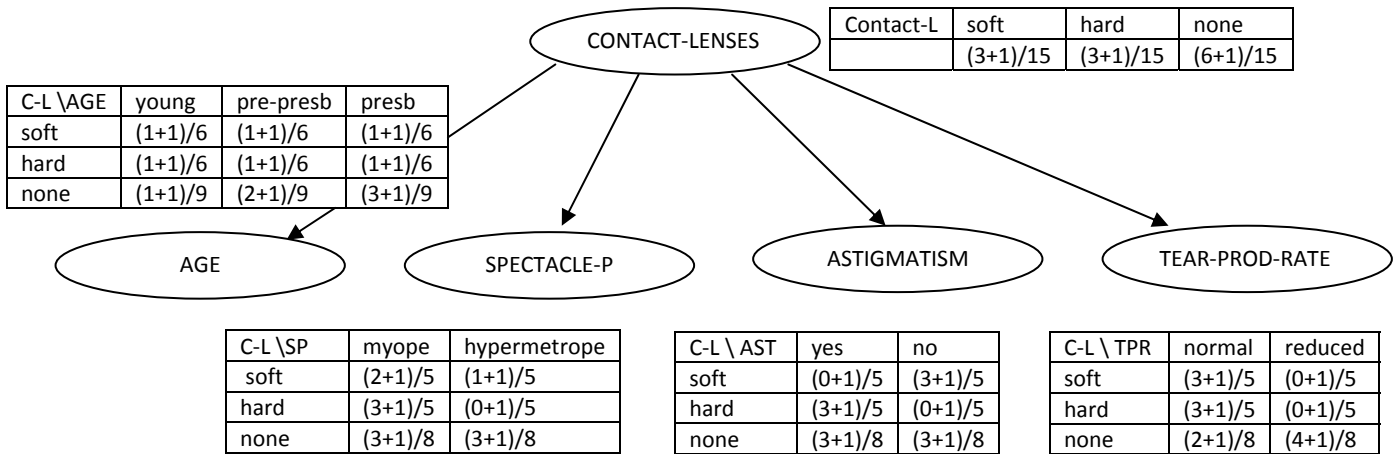 CONTACT-LENSES
Contact-L soft hard none
(3+1)/15 (3+1)/15 (6+1)/15
C-L \AGE young pre-presb presb
soft (1+1)/6 (1+1)/6 (1+1)/6
hard (1+1)/6 (1+1)/6 (1+1)/6
none (1+1)/9 (2+1)/9 (3+1)/9
AGE
SPECTACLE-P
ASTIGMATISM
TEAR-PROD-RATE
C-L \SP myope hypermetrope
soft (2+1)/5 (1+1)/5
hard (3+1)/5 (0+1)/5
none (3+1)/8 (3+1)/8
C-L \ AST yes no
soft (0+1)/5 (3+1)/5
hard (3+1)/5 (0+1)/5
none (3+1)/8 (3+1)/8
C-L \ TPR normal reduced
soft (3+1)/5 (0+1)/5
hard (3+1)/5 (0+1)/5
none (2+1)/8 (4+1)/8